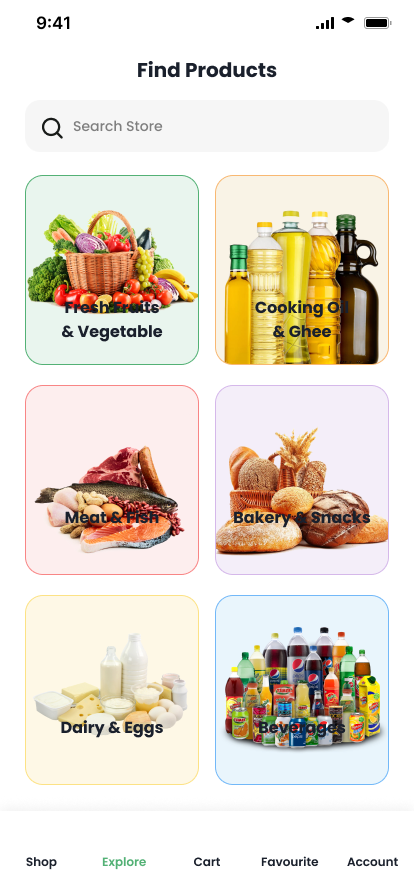 9:41
Find Products
Search Store
Fresh Fruits
& Vegetable
Cooking Oil
& Ghee
Meat & Fish
Bakery & Snacks
Dairy & Eggs
Beverages
Shop
Explore
Cart
Favourite
Account